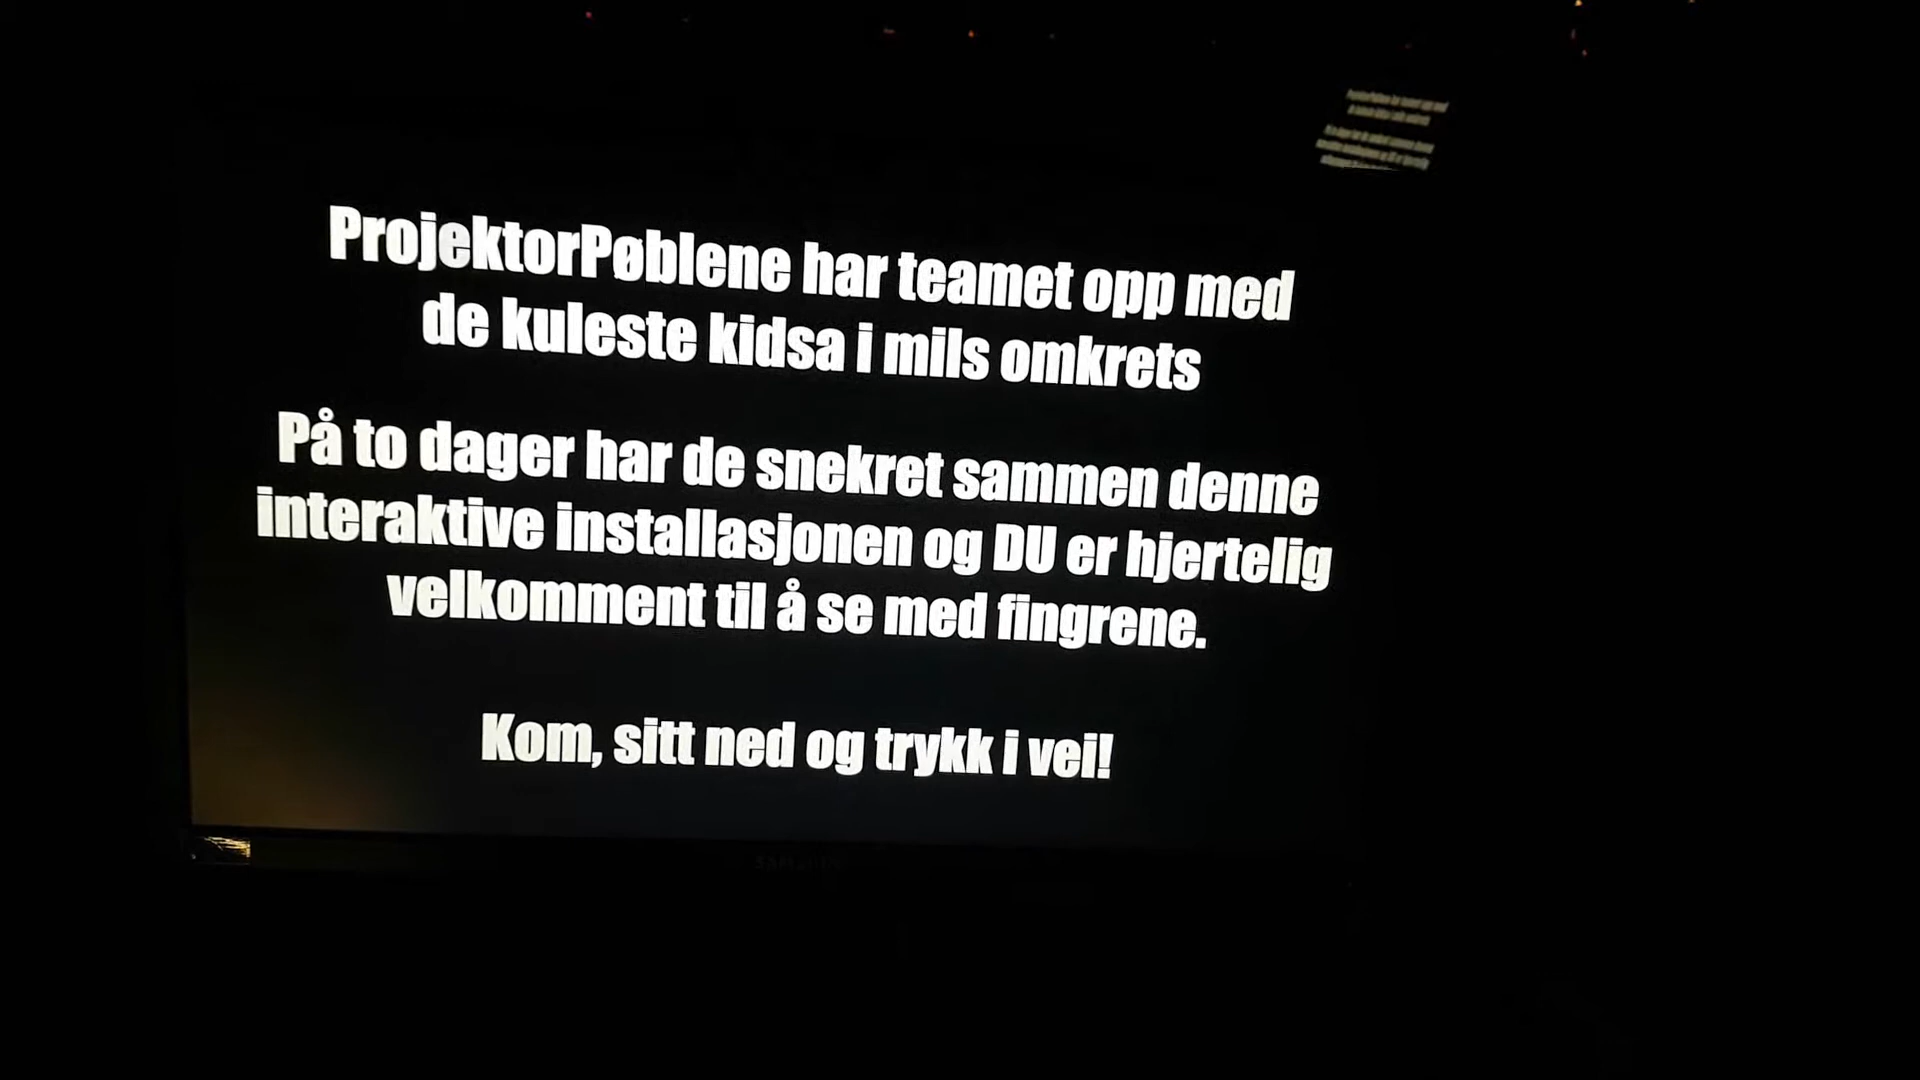 ProjektorPøblene har teamet opp med
de kuleste kidsa i mils omkrets
På to dager har de snekret sammen denne
interaktive installasjonen og DU er hjertelig
velkomment til å se med fingrene.
Kom, sitt ned og trykk i vei!
SAMSUNG